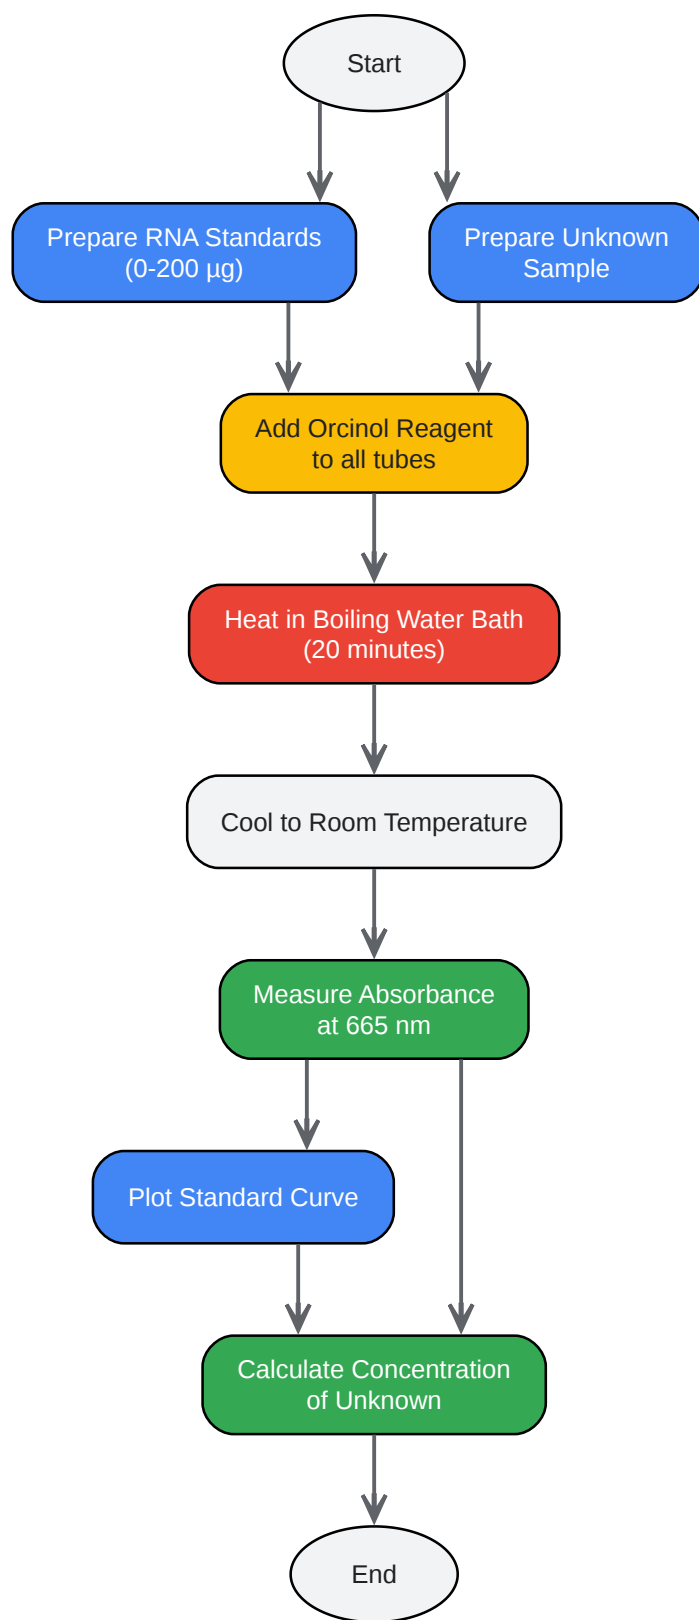 Start
Prepare RNA Standards
(0-200 µg)
Prepare Unknown
Sample
Add Orcinol Reagent
to all tubes
Heat in Boiling Water Bath
(20 minutes)
Cool to Room Temperature
Measure Absorbance
at 665 nm
Plot Standard Curve
Calculate Concentration
of Unknown
End